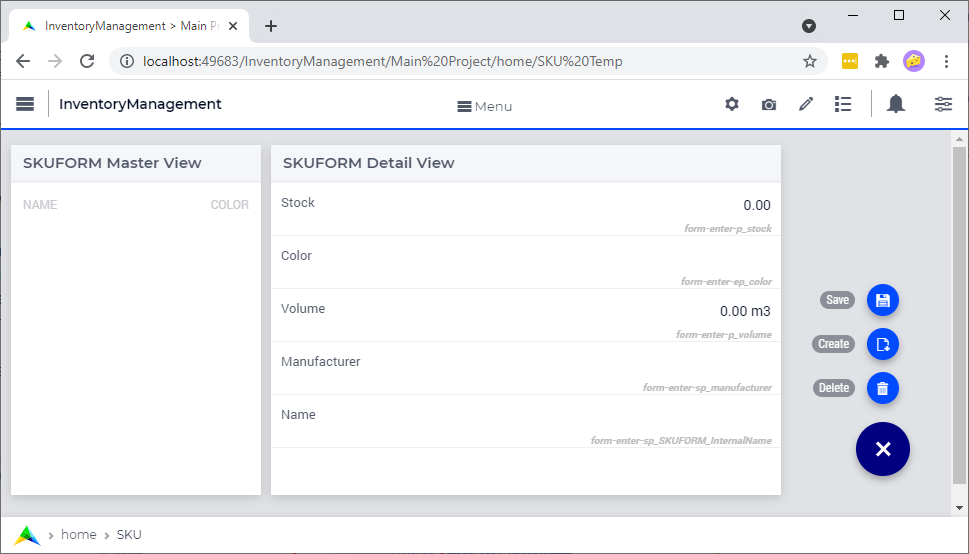 InventoryManagement > Main Pr
localhost:49683/InventoryManagement/Main%20Project/home/SKU%20Temp
InventoryManagement
Menu
SKUFORM Master View
NAME COLOR
SKUFORM Detail View
Stock
0.00
form-enter-p_stock
Color
form-enter-ep_color
Volume
0.00 m3
form-enter-p_volume
Manufacturer
form-enter-sp_manufacturer
Name
form-enter-sp_SKUFORM_InternalName
Save
Create
Delete
home
SKU